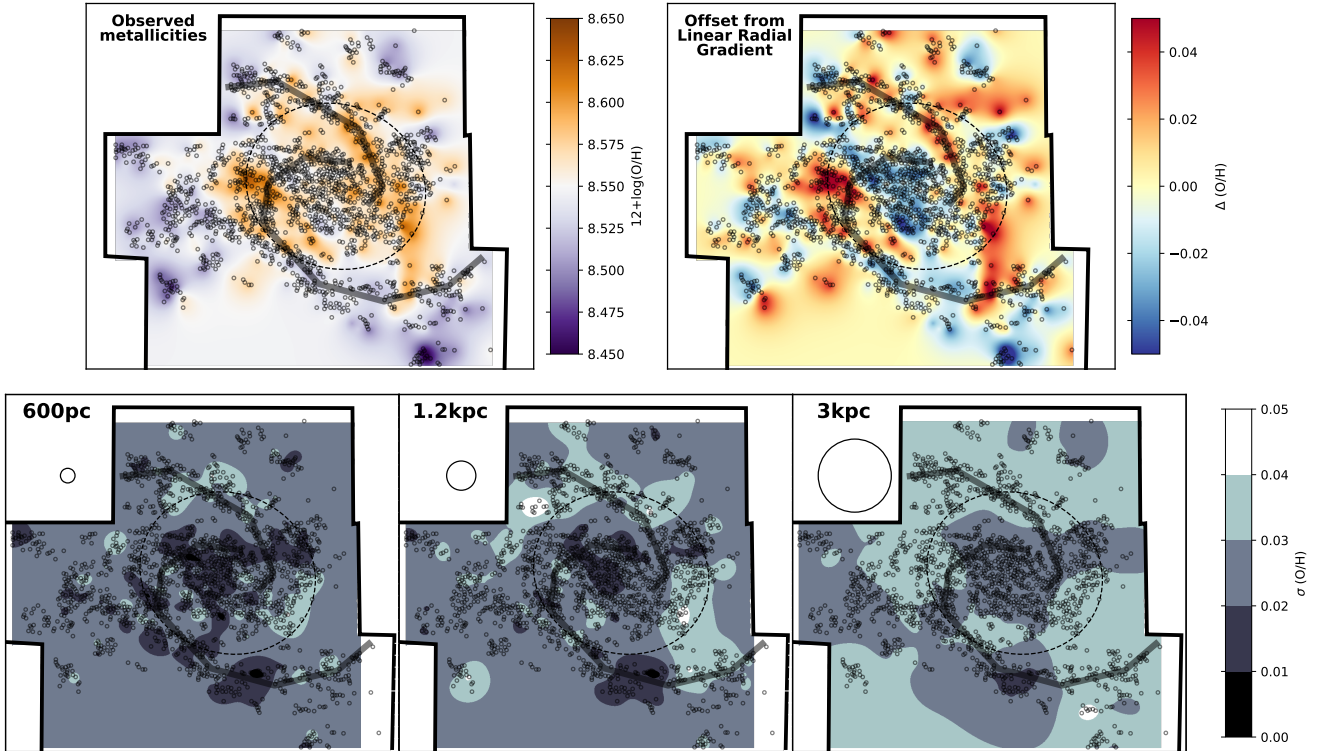 Observed
metallicities
8.650
8.625
8.600
8.575
8.550
8.525
8.500
8.475
8.450
12+log(O/H)
Offset from
Linear Radial
Gradient
0.04
0.02
0.00
−0.02
−0.04
Δ (O/H)
600pc
1.2kpc
3kpc
0.05
0.04
0.03
0.02
0.01
0.00
σ (O/H)